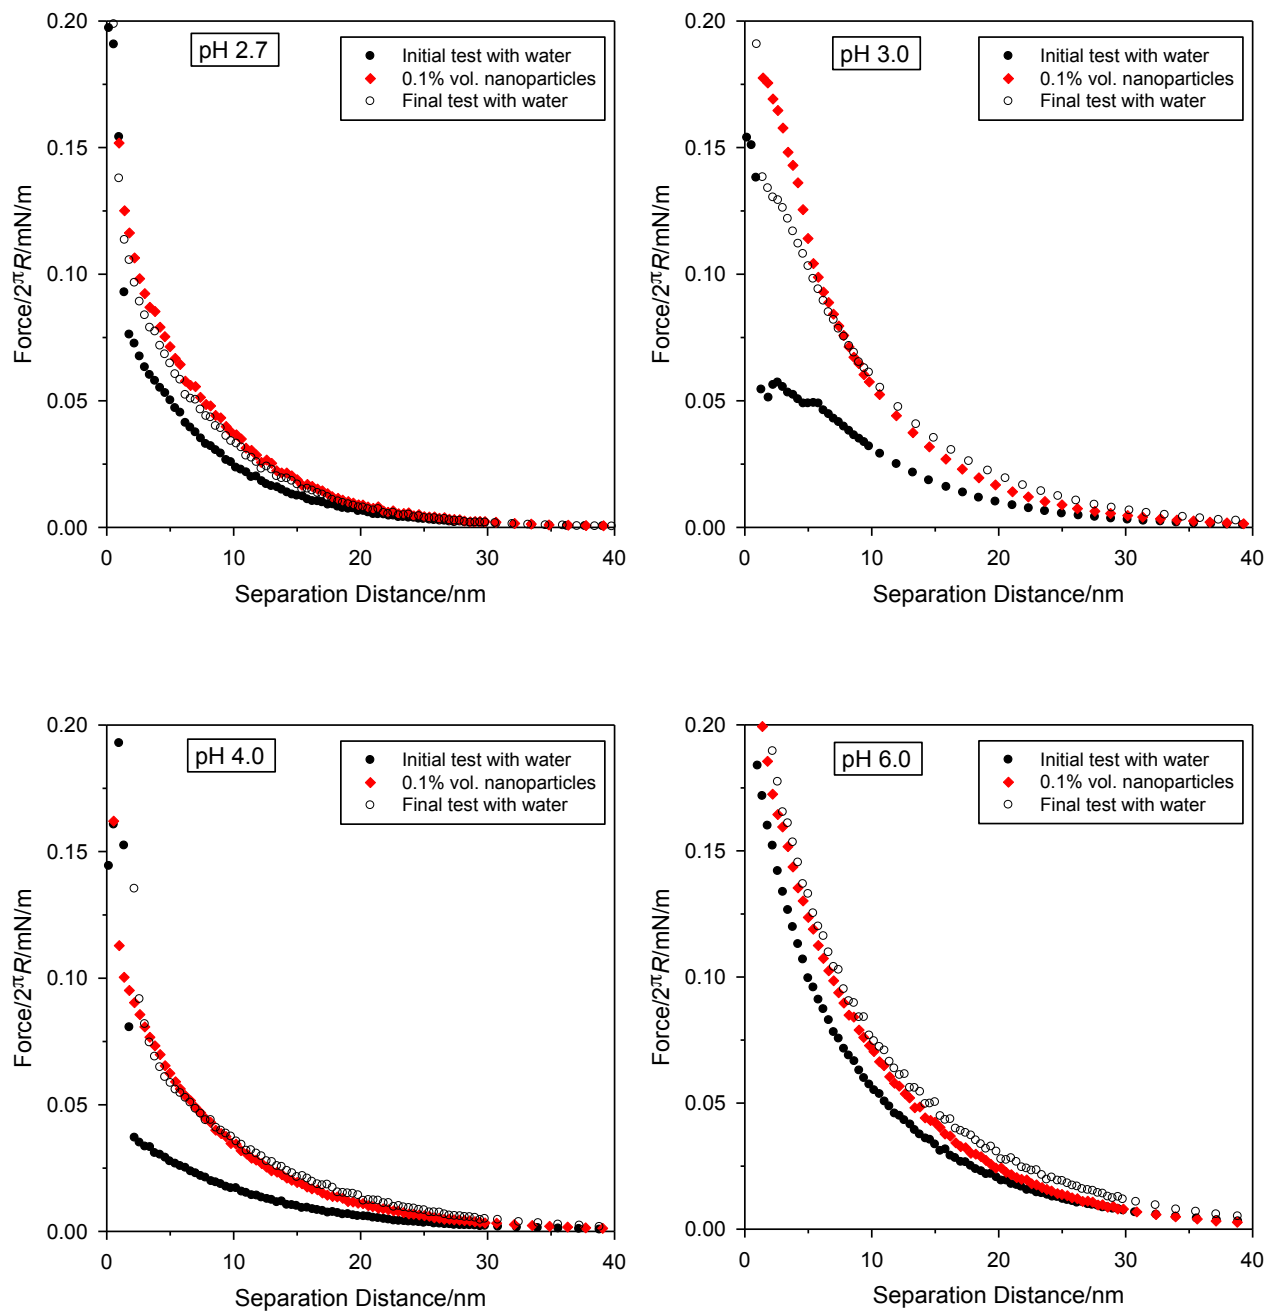 pH 2.7
Initial test with water
0.1% vol. nanoparticles
Final test with water
0.20
0.15
0.10
0.05
0.00
Force/2πR/mN/m
0 10 20 30 40
Separation Distance/nm
pH 3.0
Initial test with water
0.1% vol. nanoparticles
Final test with water
0.20
0.15
0.10
0.05
0.00
Force/2πR/mN/m
0 10 20 30 40
Separation Distance/nm
pH 4.0
Initial test with water
0.1% vol. nanoparticles
Final test with water
0.20
0.15
0.10
0.05
0.00
Force/2πR/mN/m
0 10 20 30 40
Separation Distance/nm
pH 6.0
Initial test with water
0.1% vol. nanoparticles
Final test with water
0.20
0.15
0.10
0.05
0.00
Force/2πR/mN/m
0 10 20 30 40
Separation Distance/nm